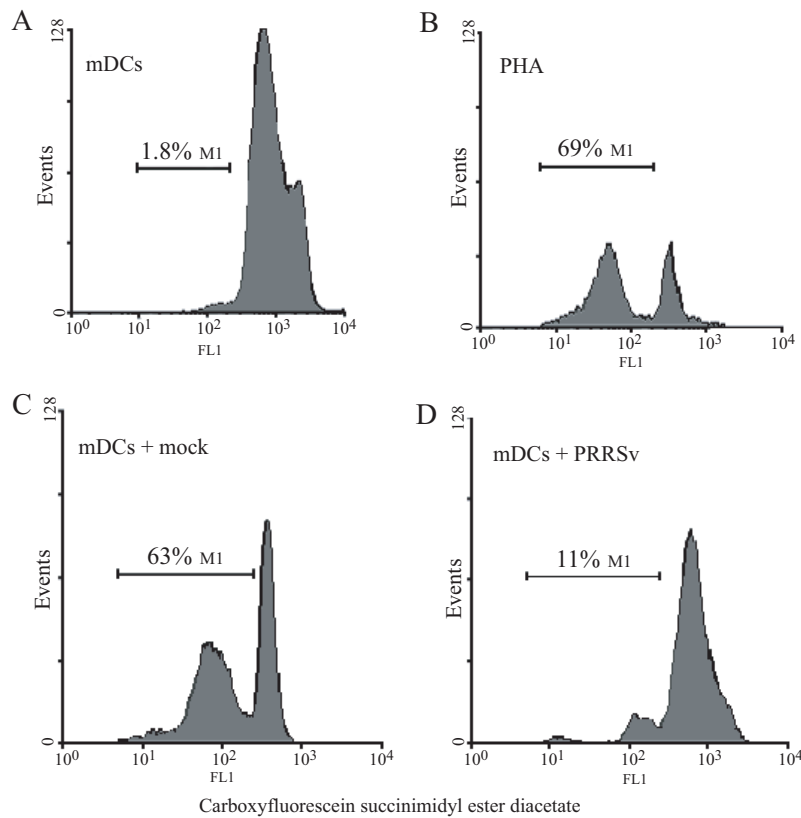 A
128
mDCs
1.8% M1
Events
0
10^0 10^1 10^2 10^3 10^4
FL1
B
128
PHA
69% M1
Events
0
10^0 10^1 10^2 10^3 10^4
FL1
C
128
mDCs + mock
63% M1
Events
0
10^0 10^1 10^2 10^3 10^4
FL1
D
128
mDCs + PRRSv
11% M1
Events
0
10^0 10^1 10^2 10^3 10^4
FL1
Carboxyfluorescein succinimidyl ester diacetate